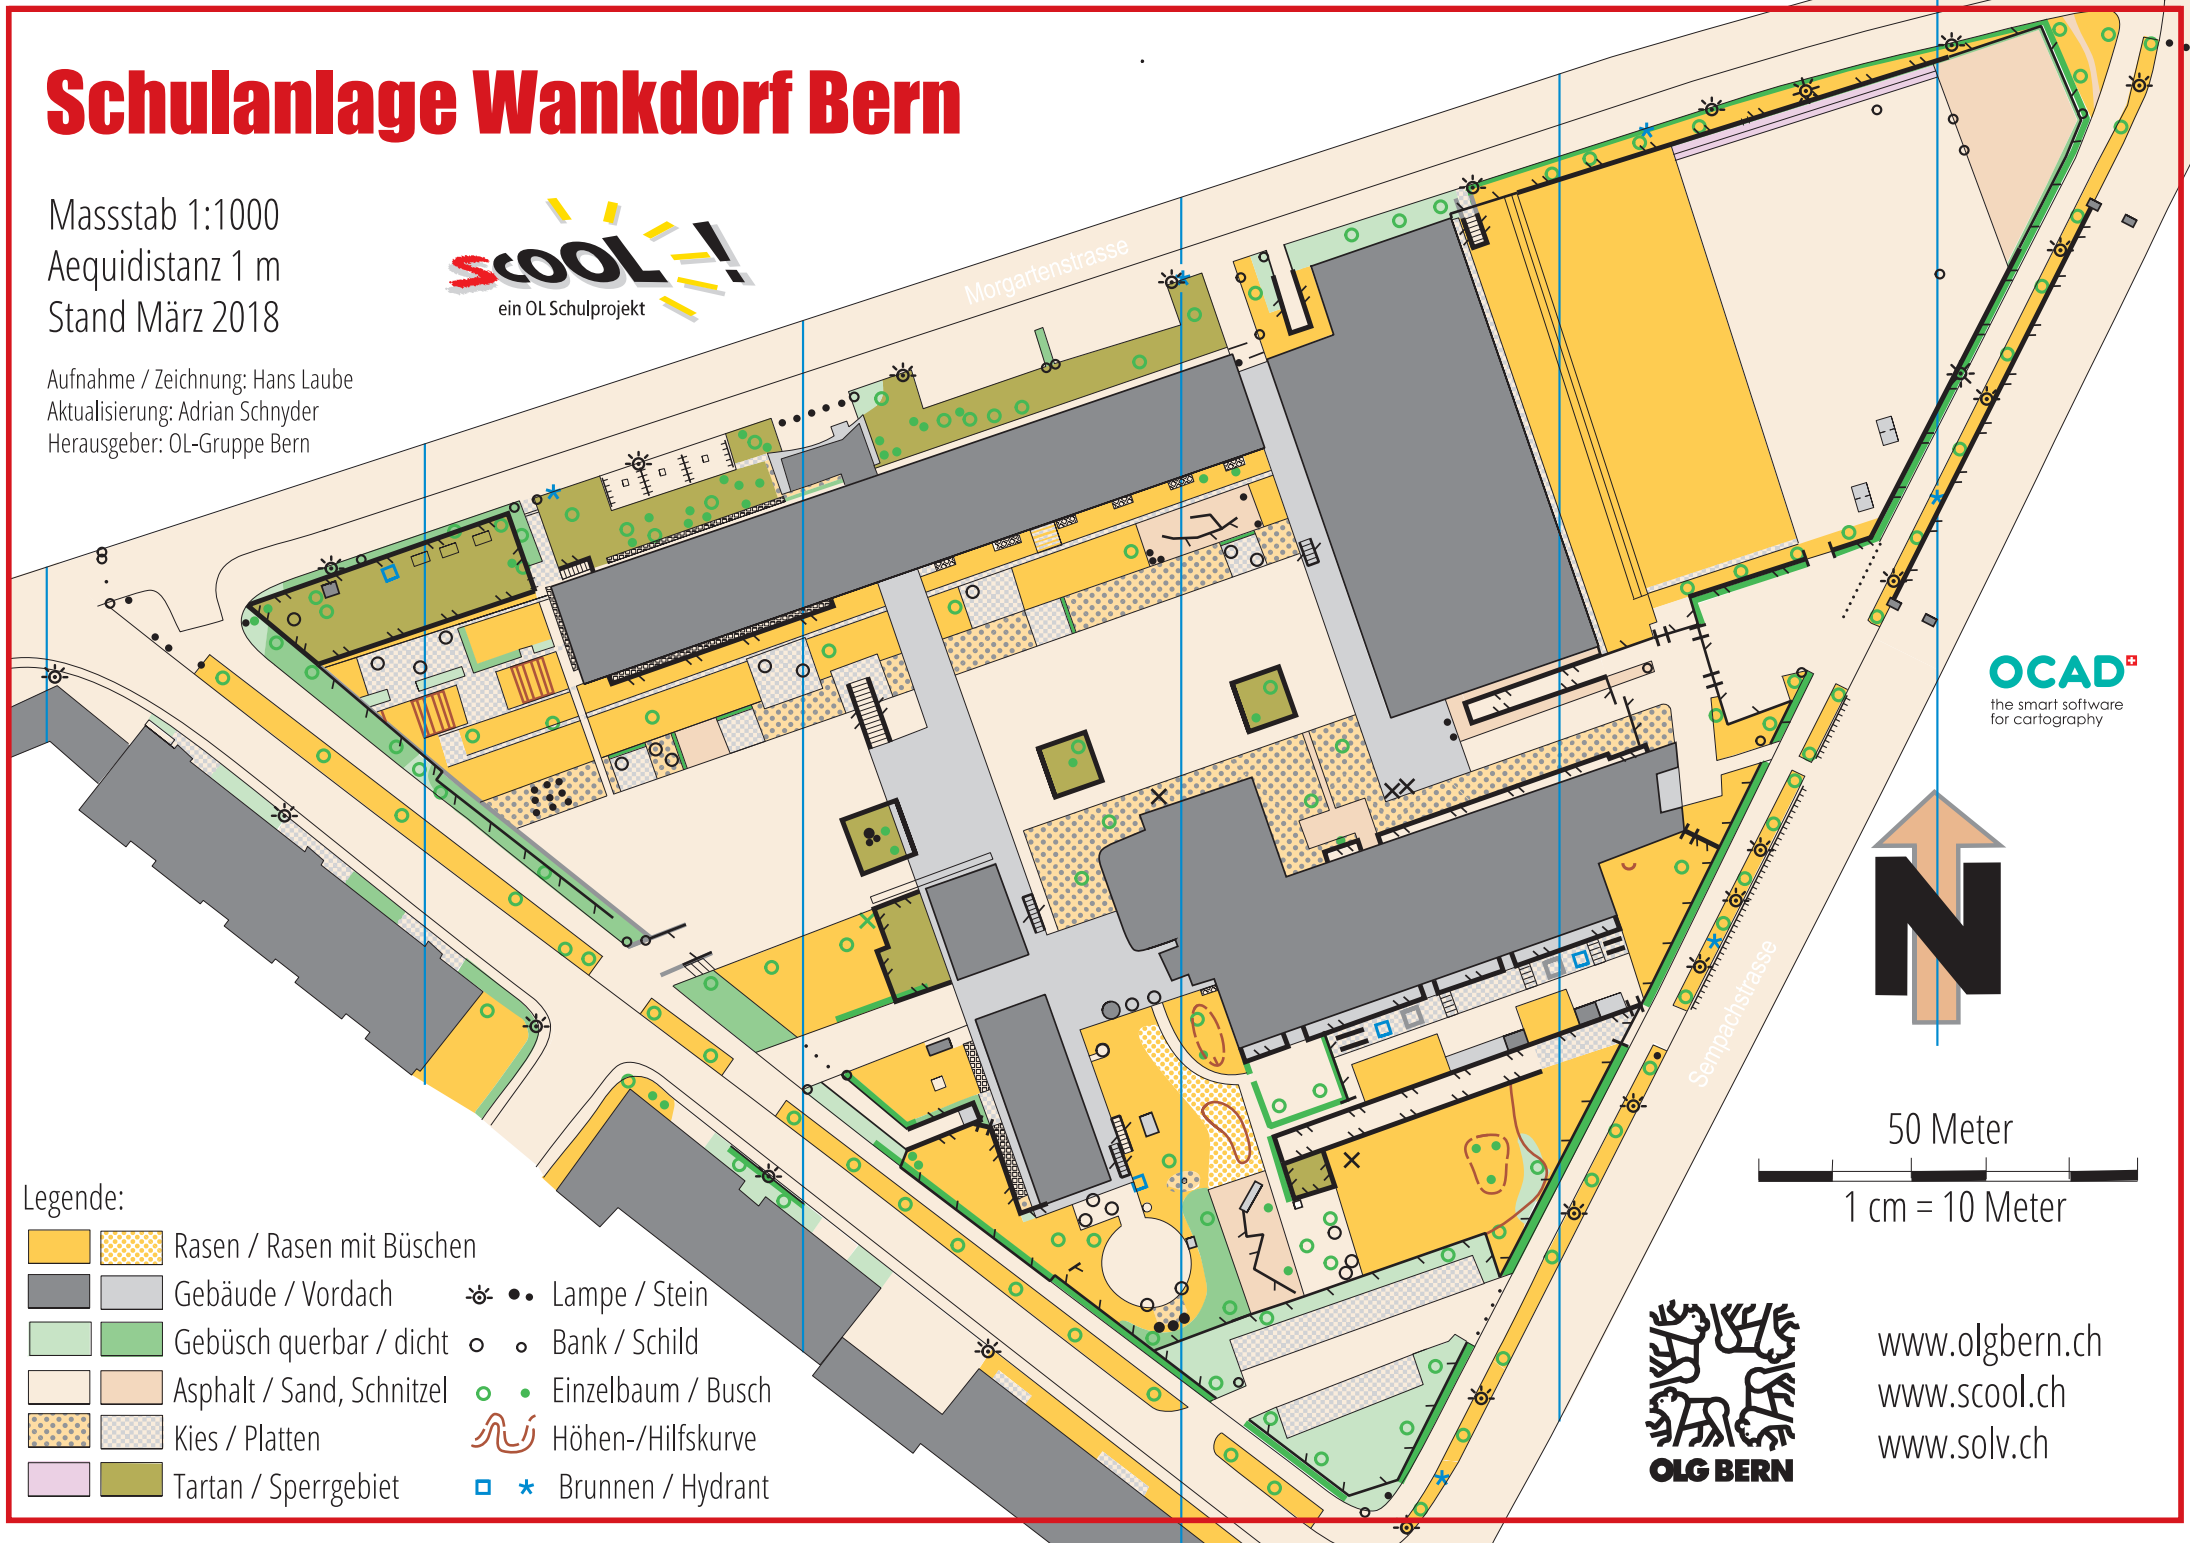 Schulanlage Wankdorf Bern
Massstab 1:1000
Aequidistanz 1 m
Stand März 2018
Aufnahme / Zeichnung: Hans Laube
Aktualisierung: Adrian Schnyder
Herausgeber: OL-Gruppe Bern
scOOL!
ein OL Schulprojekt
Morgartenstrasse
OCAD
the smart software
for cartography
N
Sempachstrasse
50 Meter
1 cm = 10 Meter
Legende:
Rasen / Rasen mit Büschen
Gebäude / Vordach
Lampe / Stein
Gebüsch querbar / dicht
Bank / Schild
Asphalt / Sand, Schnitzel
Einzelbaum / Busch
Kies / Platten
Höhen-/Hilfskurve
Tartan / Sperrgebiet
Brunnen / Hydrant
OLG BERN
www.olgbern.ch
www.scool.ch
www.solv.ch